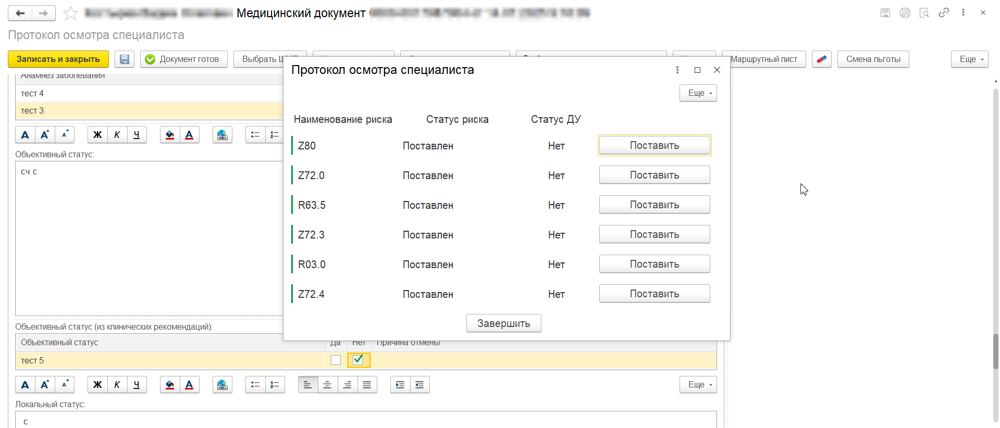 Медицинский документ
Протокол осмотра специалиста
Записать и закрыть
Документ готов
Выбрать
Маршрутный лист
Смена льготы
Еще
Анамнез заболевания
тест 4
тест 3
А А А Ж К Ч А
Объективный статус:
сч с
Протокол осмотра специалиста
Еще
Наименование риска Статус риска Статус ДУ
Z80 Поставлен Нет Поставить
Z72.0 Поставлен Нет Поставить
R63.5 Поставлен Нет Поставить
Z72.3 Поставлен Нет Поставить
R03.0 Поставлен Нет Поставить
Z72.4 Поставлен Нет Поставить
Завершить
Объективный статус (из клинических рекомендаций):
Объективный статус Да Нет Причина отмены
тест 5
А А А Ж К Ч А Еще
Локальный статус:
с